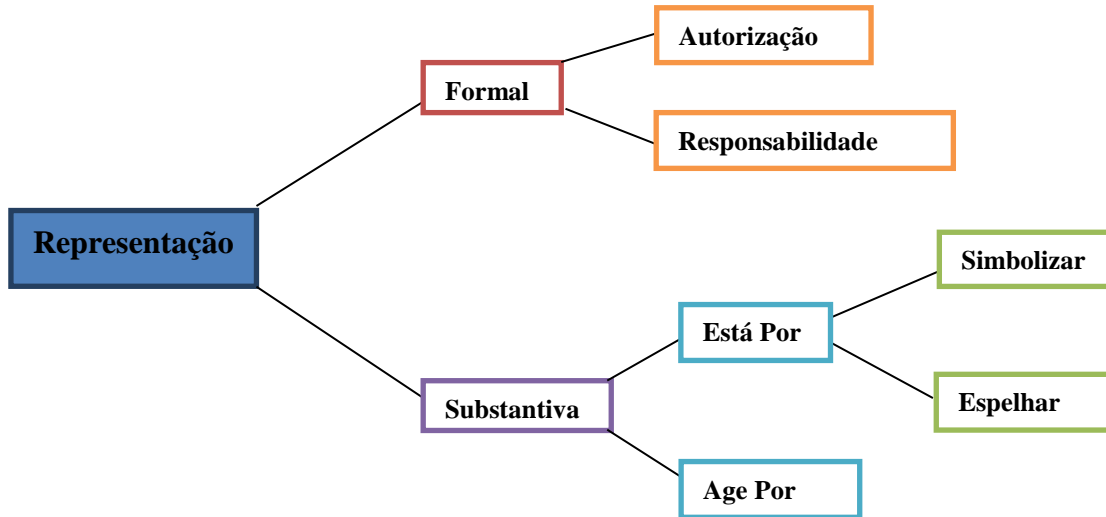 Autorização
Formal
Responsabilidade
Representação
Simbolizar
Está Por
Espelhar
Substantiva
Age Por